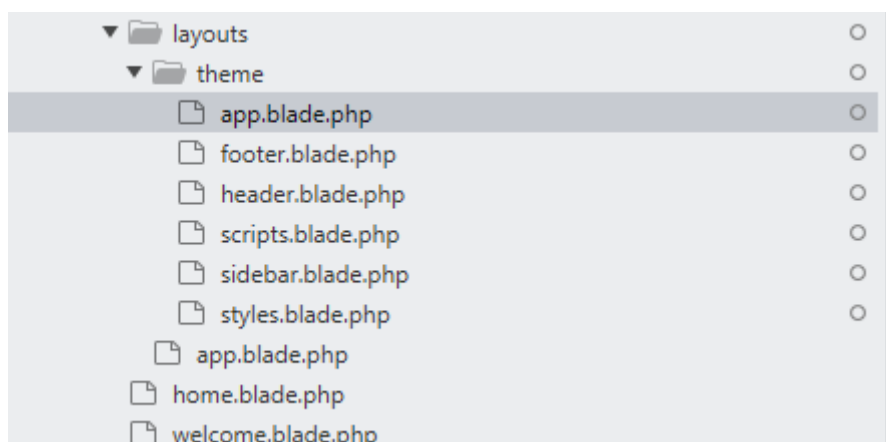 layouts
theme
app.blade.php
footer.blade.php
header.blade.php
scripts.blade.php
sidebar.blade.php
styles.blade.php
app.blade.php
home.blade.php
welcome.blade.php